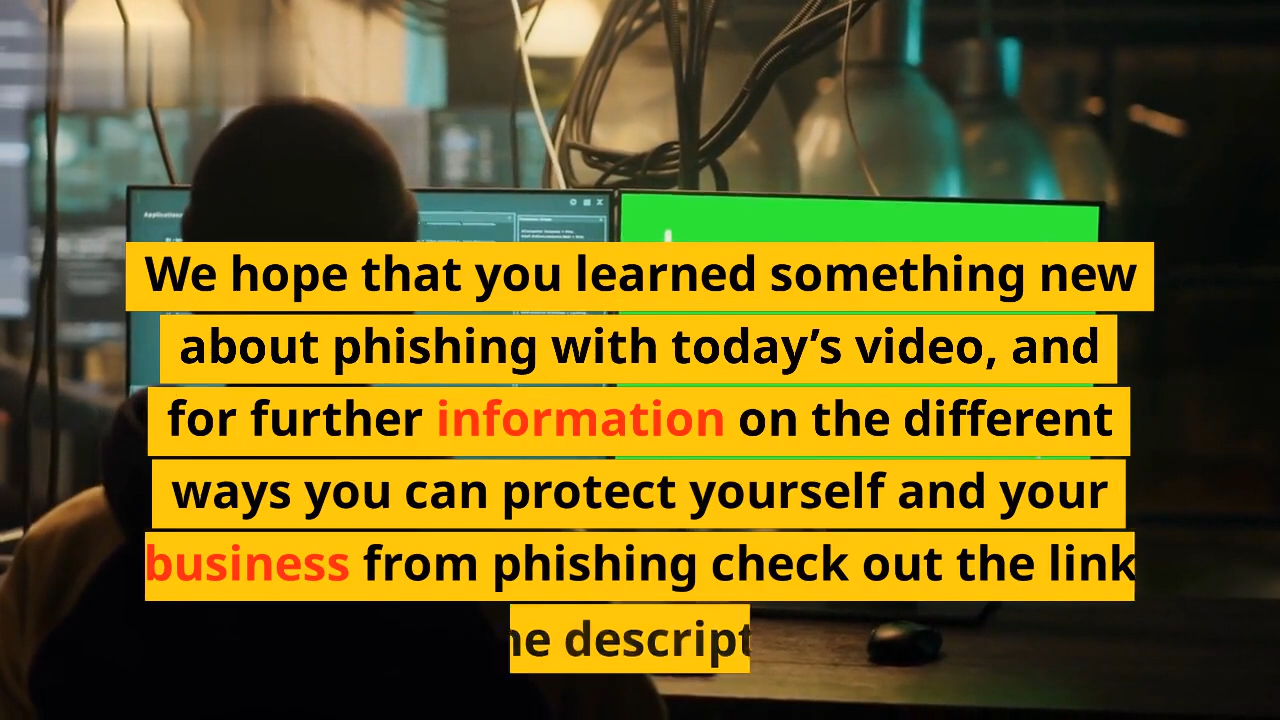 We hope that you learned something new
about phishing with today’s video, and
for further information on the different
ways you can protect yourself and your
business from phishing check out the link
descript